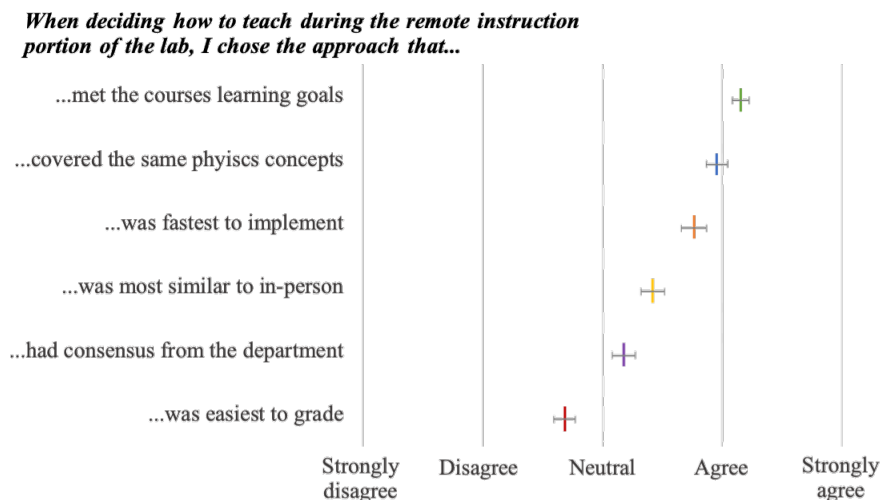 When deciding how to teach during the remote instruction
portion of the lab, I chose the approach that...
...met the courses learning goals
...covered the same phyiscs concepts
...was fastest to implement
...was most similar to in-person
...had consensus from the department
...was easiest to grade
Strongly
disagree
Disagree
Neutral
Agree
Strongly
agree